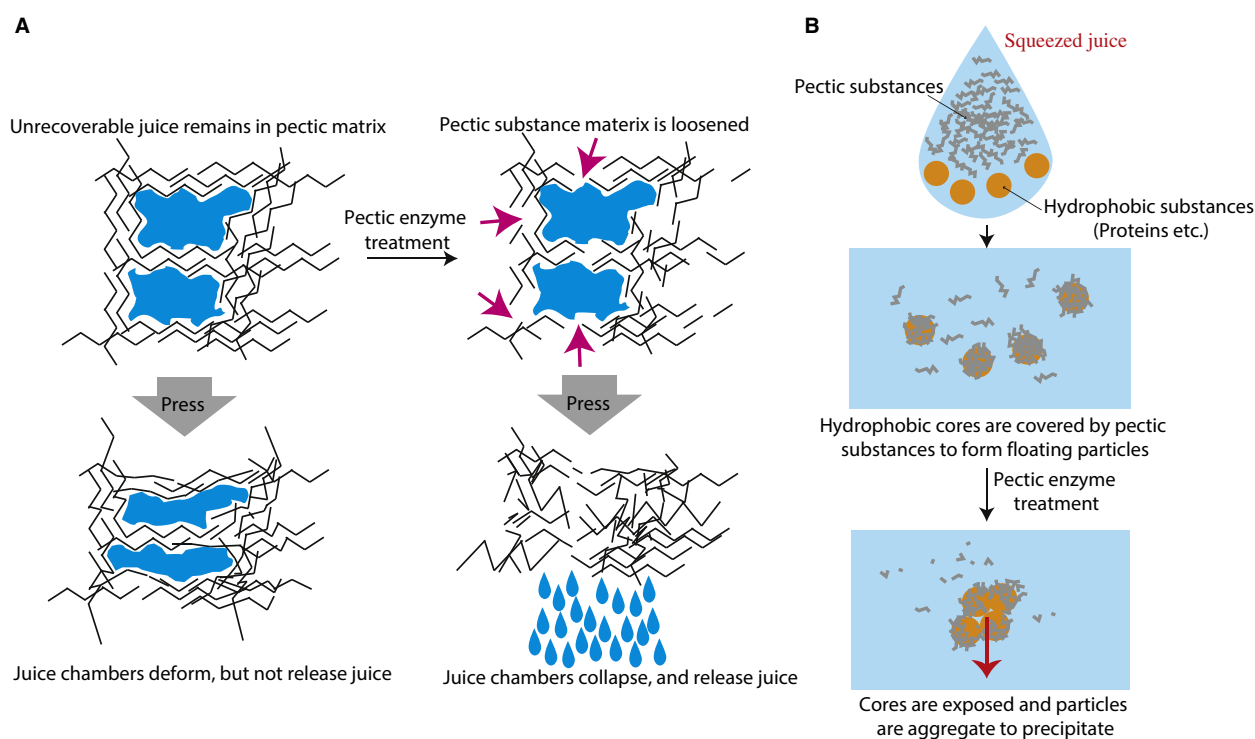 A
Unrecoverable juice remains in pectic matrix
Pectic enzyme
treatment
Pectic substance materix is loosened
Press
Press
Juice chambers deform, but not release juice
Juice chambers collapse, and release juice
B
Squeezed juice
Pectic substances
Hydrophobic substances
(Proteins etc.)
Hydrophobic cores are covered by pectic
substances to form floating particles
Pectic enzyme
treatment
Cores are exposed and particles
are aggregate to precipitate